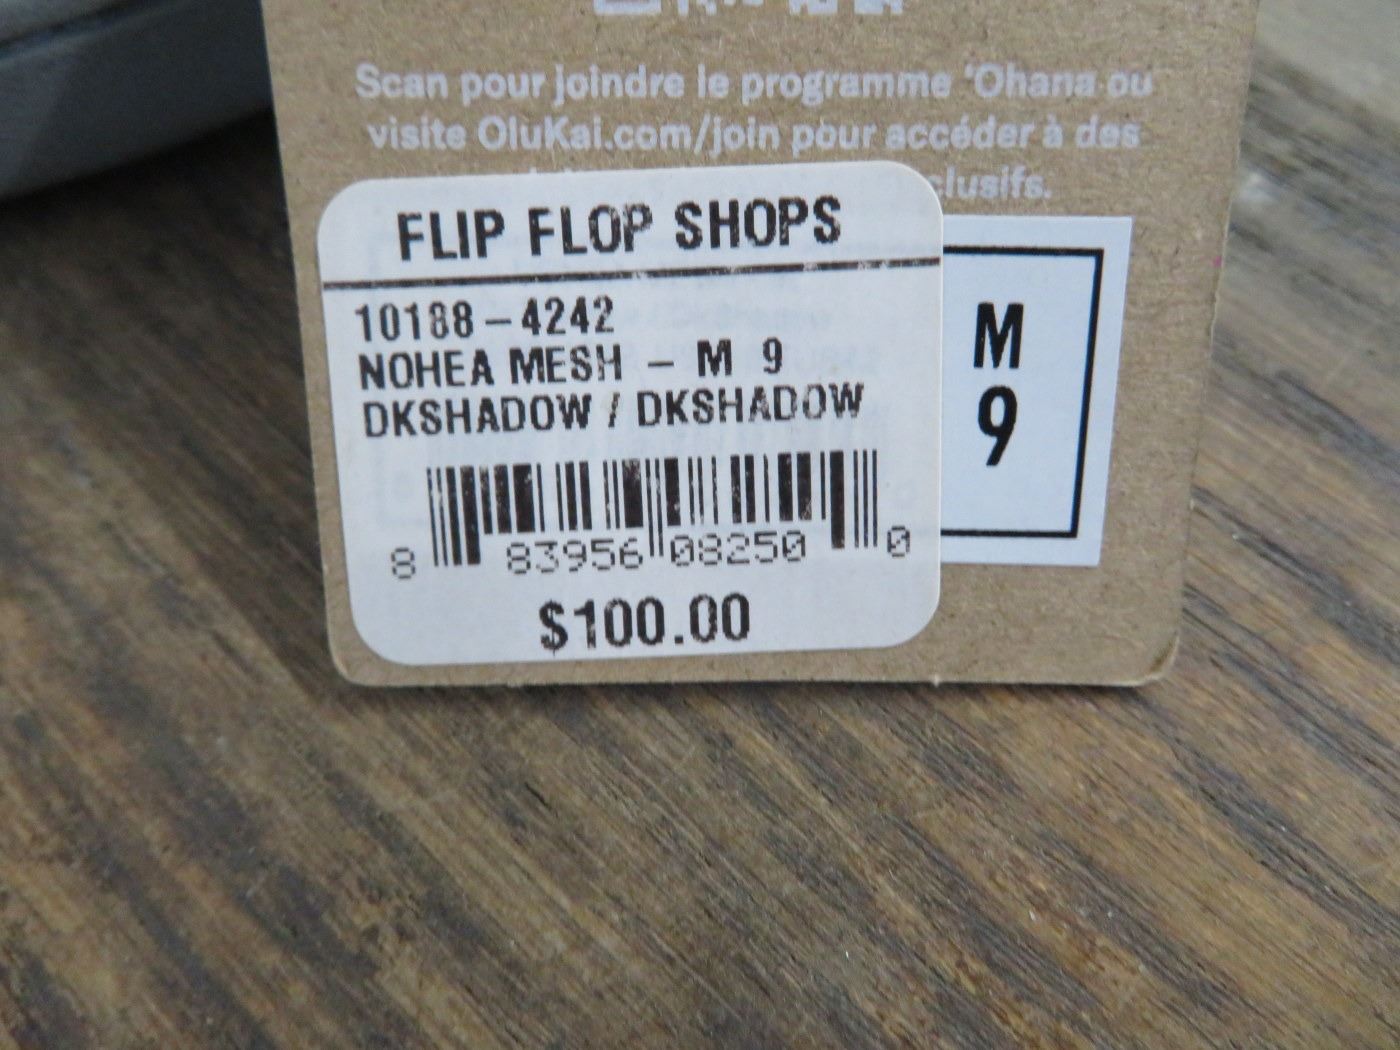 Scan pour joindre le programme ‘Ohana ou
visite OluKai.com/join pour accéder à des
clusifs.
FLIP FLOP SHOPS
10188 – 4242
NOHEA MESH – M 9
DKSHADOW / DKSHADOW
8 83956 08250 0
$100.00
M
9